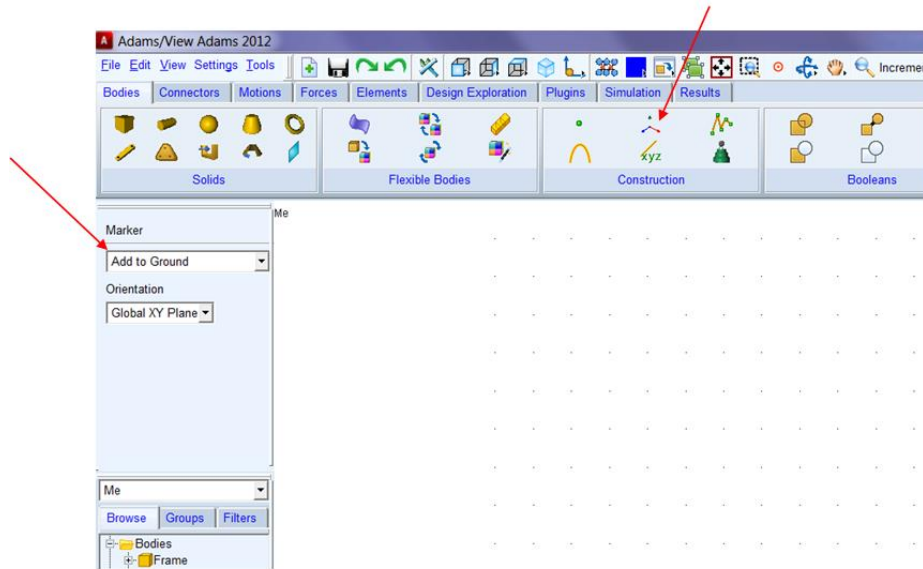 Adams/View Adams 2012
File Edit View Settings Tools
Bodies Connectors Motions Forces Elements Design Exploration Plugins Simulation Results
xyz
Solids Flexible Bodies Construction Booleans
Me
Marker
Add to Ground
Orientation
Global XY Plane
Me
Browse Groups Filters
Bodies
Frame